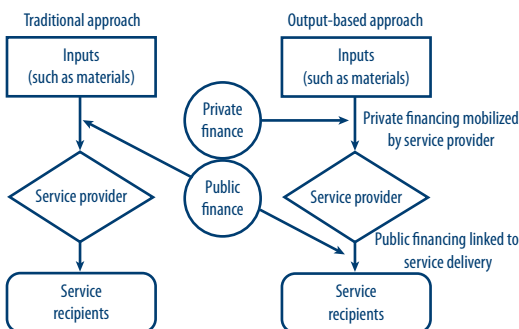 Traditional approach
Output-based approach
Inputs
(such as materials)
Inputs
(such as materials)
Private
finance
Private financing mobilized
by service provider
Service provider
Public
finance
Service provider
Public financing linked to
service delivery
Service
recipients
Service
recipients